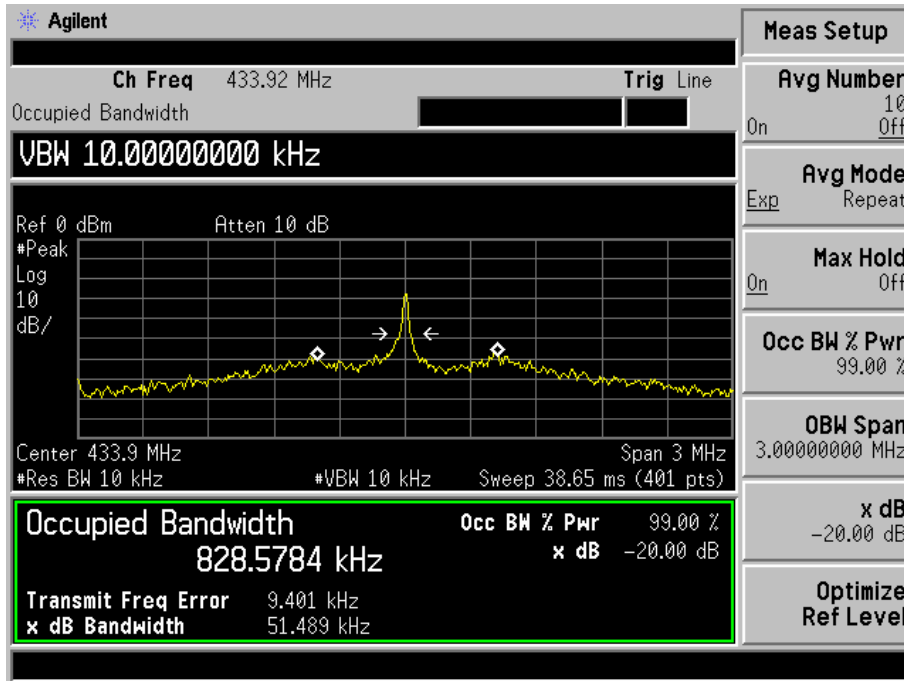 Agilent
Ch Freq 433.92 MHz Trig Line
Occupied Bandwidth
VBW 10.00000000 kHz
Ref 0 dBm Atten 10 dB
#Peak
Log
10
dB/
Center 433.9 MHz Span 3 MHz
#Res BW 10 kHz #VBW 10 kHz Sweep 38.65 ms (401 pts)
Occupied Bandwidth
828.5784 kHz
Occ BW % Pwr 99.00 %
x dB -20.00 dB
Transmit Freq Error 9.401 kHz
x dB Bandwidth 51.489 kHz
Meas Setup
Avg Number
10
On Off
Avg Mode
Exp Repeat
Max Hold
On Off
Occ BW % Pwr
99.00 %
OBW Span
3.00000000 MHz
x dB
-20.00 dB
Optimize
Ref Level